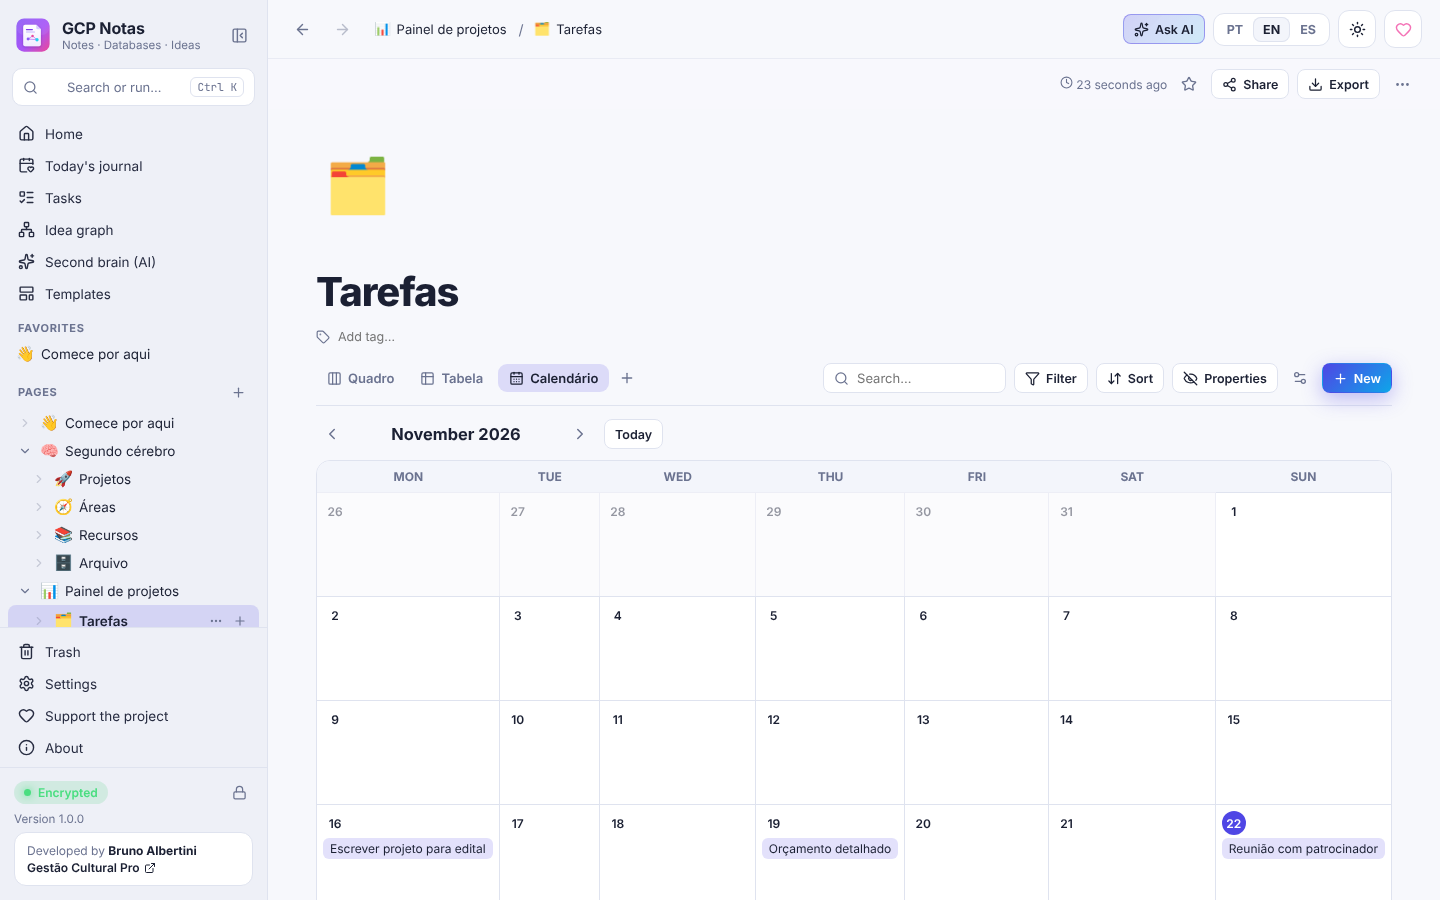 GCP Notas
Notes · Databases · Ideas
Search or run...
Ctrl K
Home
Today's journal
Tasks
Idea graph
Second brain (AI)
Templates
FAVORITES
Comece por aqui
PAGES
Comece por aqui
Segundo cérebro
Projetos
Áreas
Recursos
Arquivo
Painel de projetos
Tarefas
Trash
Settings
Support the project
About
Encrypted
Version 1.0.0
Developed by Bruno Albertini
Gestão Cultural Pro
Painel de projetos / Tarefas
Ask AI
PT EN ES
23 seconds ago
Share
Export
Tarefas
Add tag...
Quadro
Tabela
Calendário
Search...
Filter
Sort
Properties
New
November 2026
Today
MON TUE WED THU FRI SAT SUN
26 27 28 29 30 31 1
2 3 4 5 6 7 8
9 10 11 12 13 14 15
16 17 18 19 20 21 22
Escrever projeto para edital
Orçamento detalhado
Reunião com patrocinador